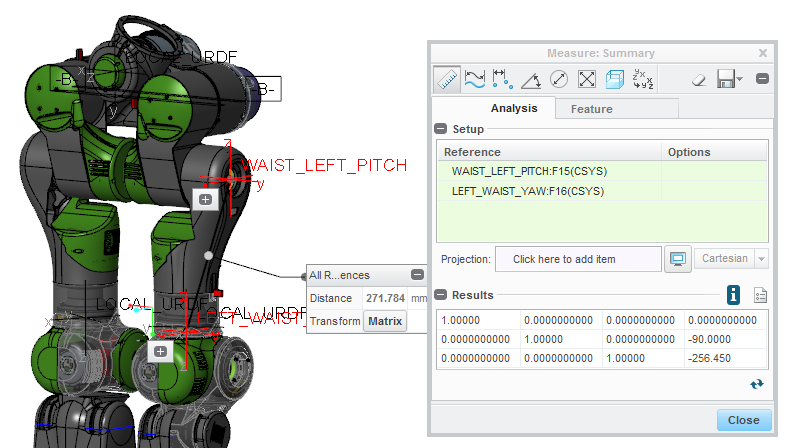 LOCAL_URDF
-B-
x z
-B-
y
WAIST_LEFT_PITCH
y
LOCAL_URDF
LOCAL_URDF
LEFT_WAIST_
All R...ences
Distance 271.784 mm
Transform Matrix
Measure: Summary
Analysis Feature
Setup
Reference Options
WAIST_LEFT_PITCH:F15(CSYS)
LEFT_WAIST_YAW:F16(CSYS)
Projection: Click here to add item Cartesian
Results
1.00000 0.0000000000 0.0000000000 0.0000000000
0.0000000000 1.00000 0.0000000000 -90.0000
0.0000000000 0.0000000000 1.00000 -256.450
Close